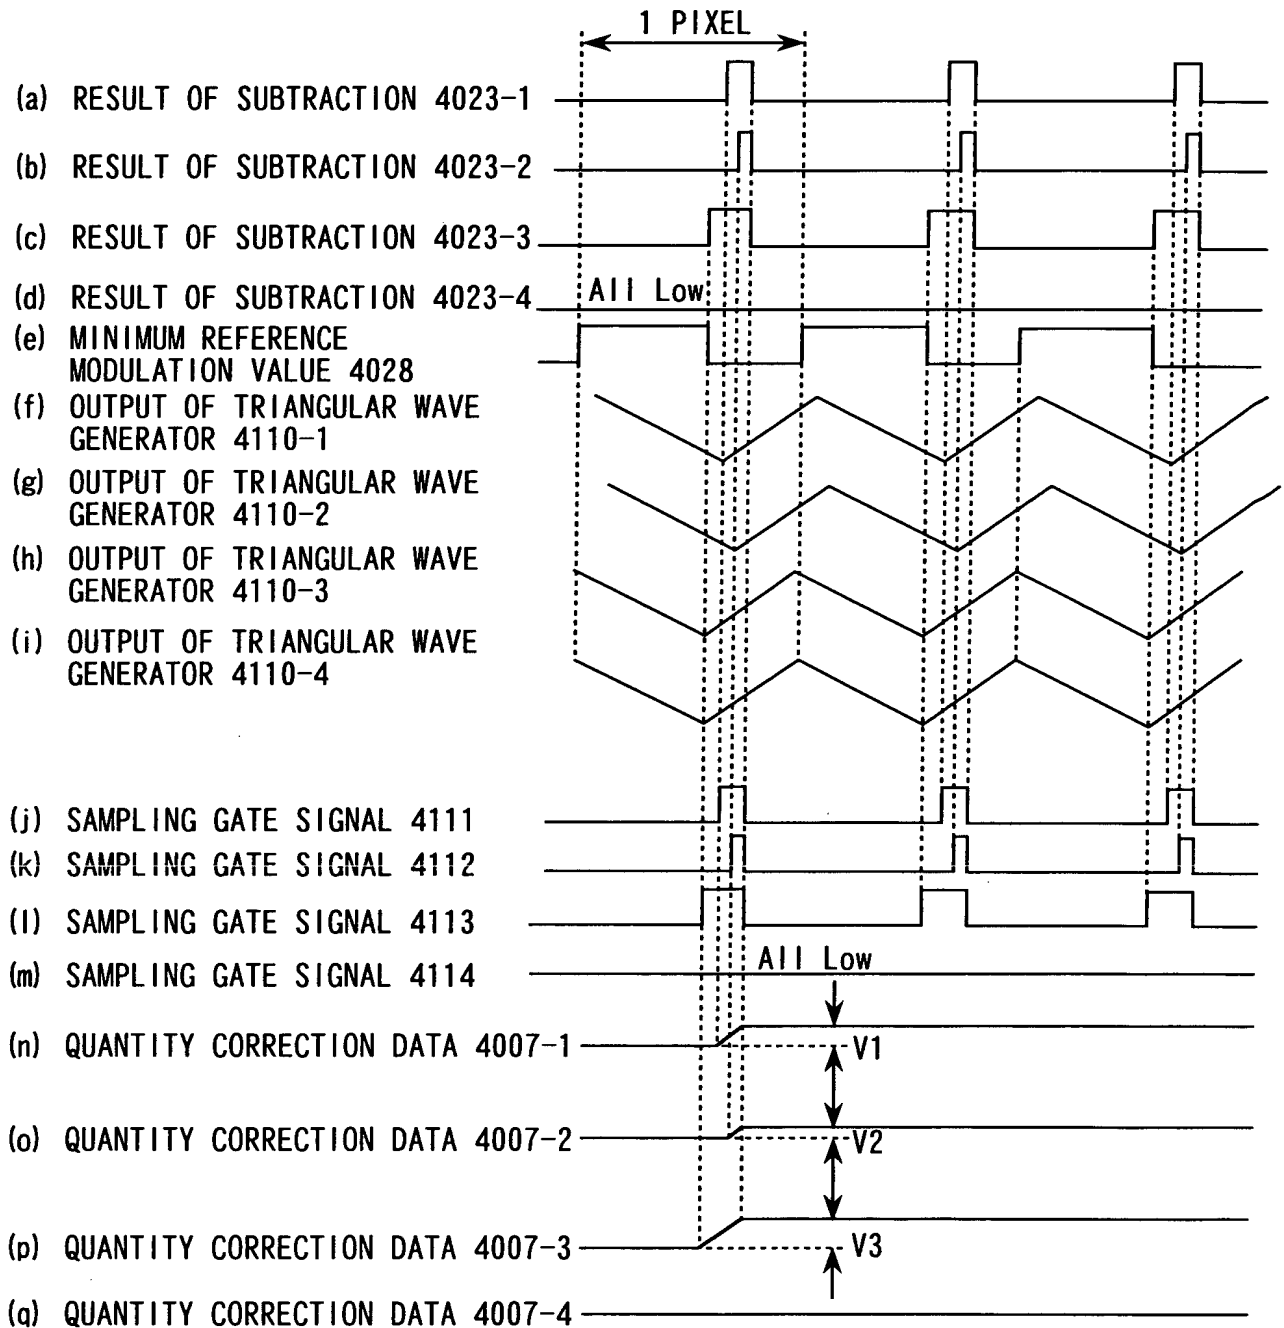 1 PIXEL
(a) RESULT OF SUBTRACTION 4023-1
(b) RESULT OF SUBTRACTION 4023-2
(c) RESULT OF SUBTRACTION 4023-3
(d) RESULT OF SUBTRACTION 4023-4
All Low
(e) MINIMUM REFERENCE
MODULATION VALUE 4028
(f) OUTPUT OF TRIANGULAR WAVE
GENERATOR 4110-1
(g) OUTPUT OF TRIANGULAR WAVE
GENERATOR 4110-2
(h) OUTPUT OF TRIANGULAR WAVE
GENERATOR 4110-3
(i) OUTPUT OF TRIANGULAR WAVE
GENERATOR 4110-4
(j) SAMPLING GATE SIGNAL 4111
(k) SAMPLING GATE SIGNAL 4112
(l) SAMPLING GATE SIGNAL 4113
(m) SAMPLING GATE SIGNAL 4114
All Low
(n) QUANTITY CORRECTION DATA 4007-1
V1
(o) QUANTITY CORRECTION DATA 4007-2
V2
(p) QUANTITY CORRECTION DATA 4007-3
V3
(q) QUANTITY CORRECTION DATA 4007-4